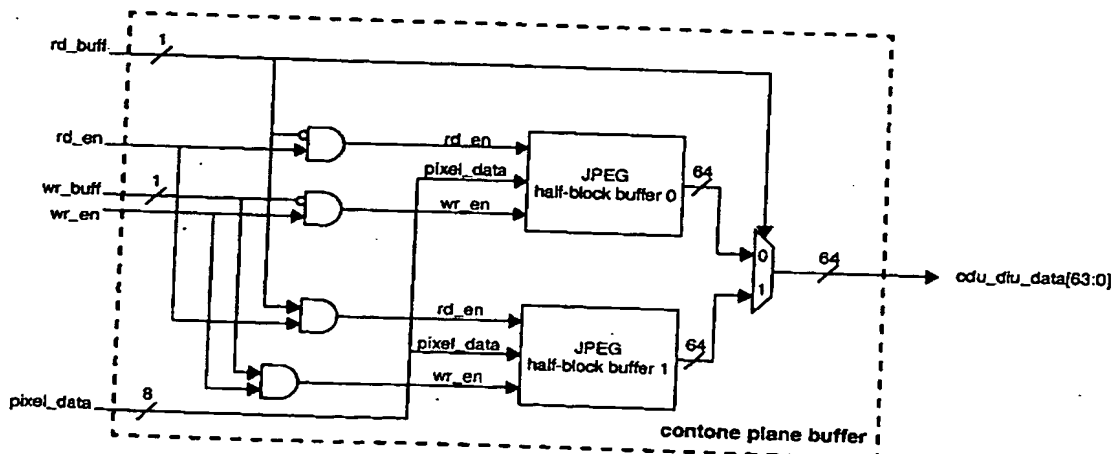 rd_buff
1
rd_en
wr_buff
1
wr_en
pixel_data
8
rd_en
pixel_data
wr_en
JPEG
half-block buffer 0
64
rd_en
pixel_data
wr_en
JPEG
half-block buffer 1
64
0
1
64
cdu_diu_data[63:0]
contone plane buffer